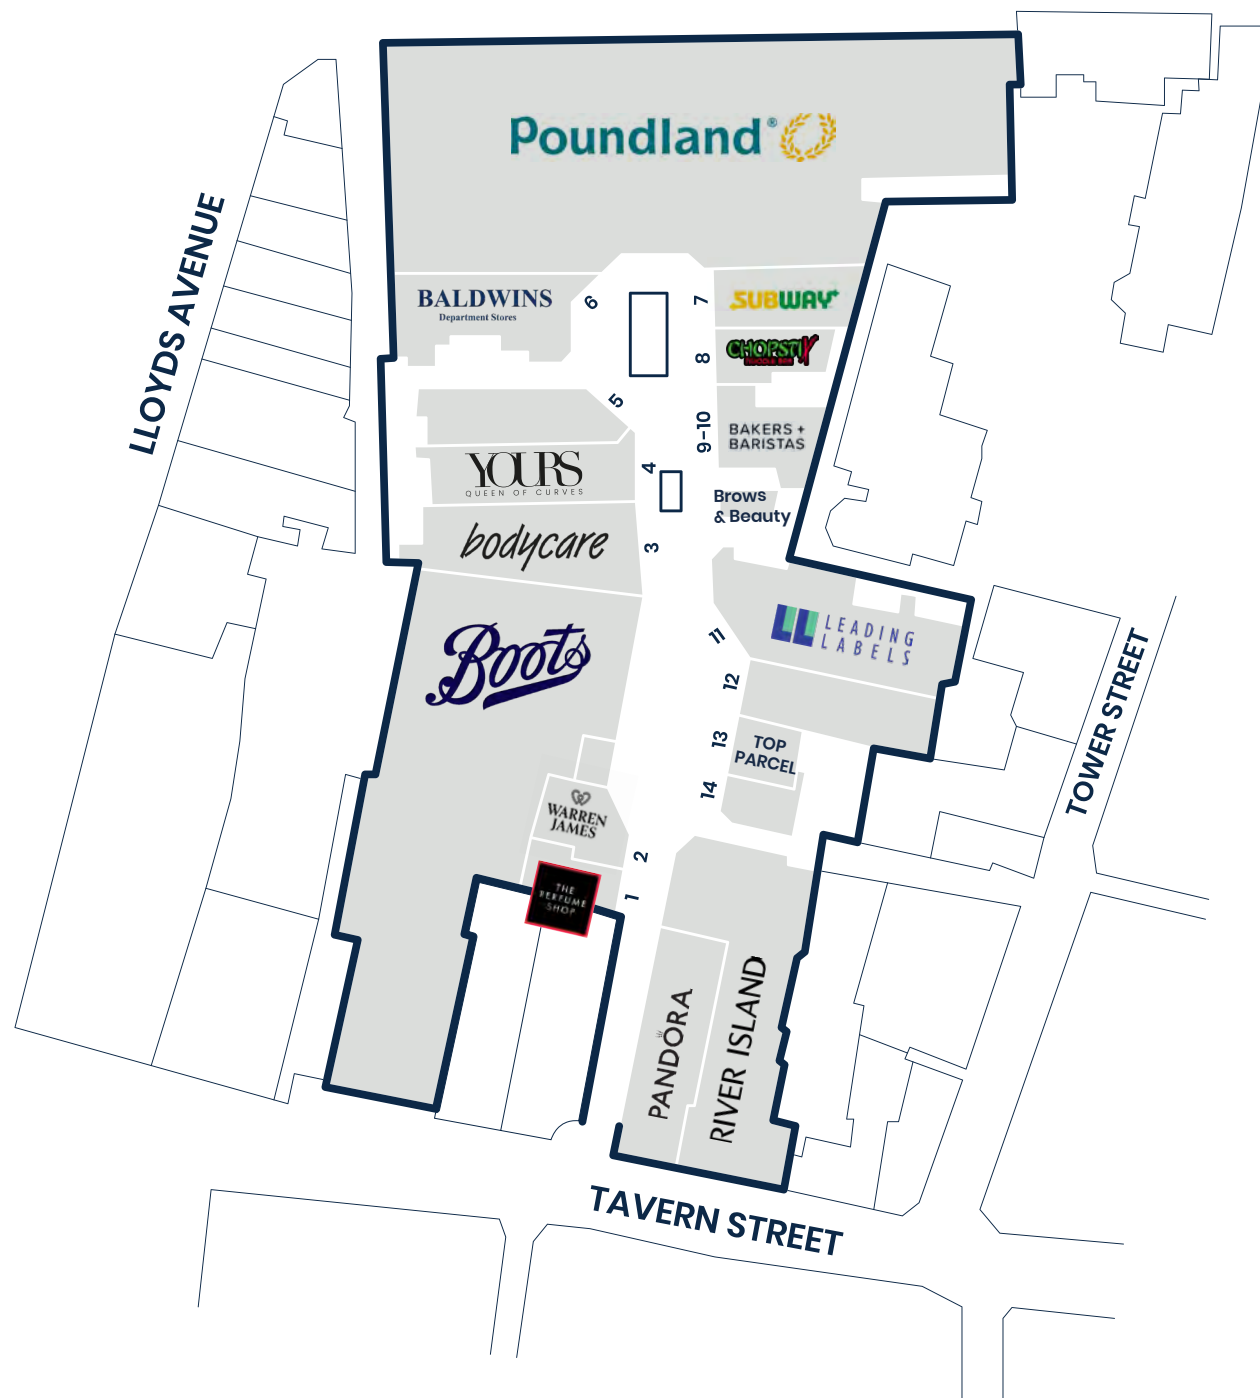 Poundland®
LLOYDS AVENUE
BALDWINS
Department Stores
6
7
SUBWAY
8
CHOPSTIX
NOODLE BAR
5
9-10
BAKERS +
BARISTAS
4
YOURS
QUEEN OF CURVES
Brows
& Beauty
3
bodycare
Boots
11
LEADING
LABELS
12
13
TOP
PARCEL
14
TOWER STREET
WARREN
JAMES
2
1
THE
PERFUME
SHOP
PANDORA
RIVER ISLAND
TAVERN STREET